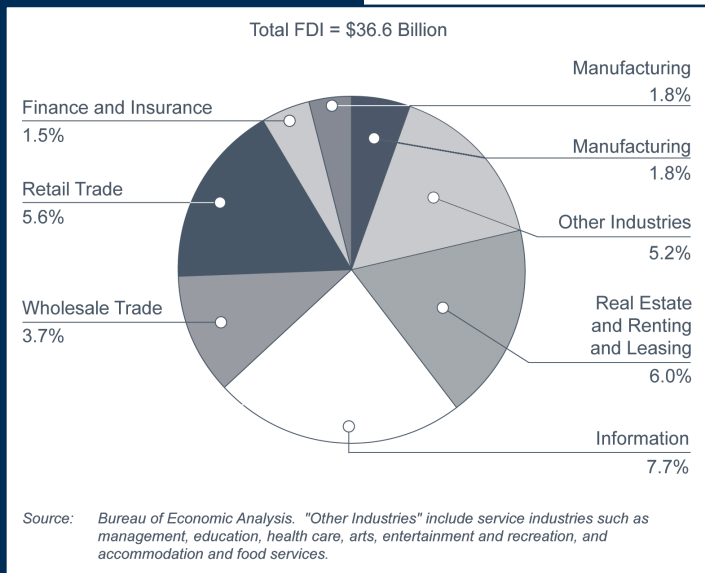 Total FDI = $36.6 Billion
Manufacturing
1.8%
Finance and Insurance
1.5%
Manufacturing
1.8%
Retail Trade
5.6%
Other Industries
5.2%
Wholesale Trade
3.7%
Real Estate
and Renting
and Leasing
6.0%
Information
7.7%
Source: Bureau of Economic Analysis. "Other Industries" include service industries such as
management, education, health care, arts, entertainment and recreation, and
accommodation and food services.